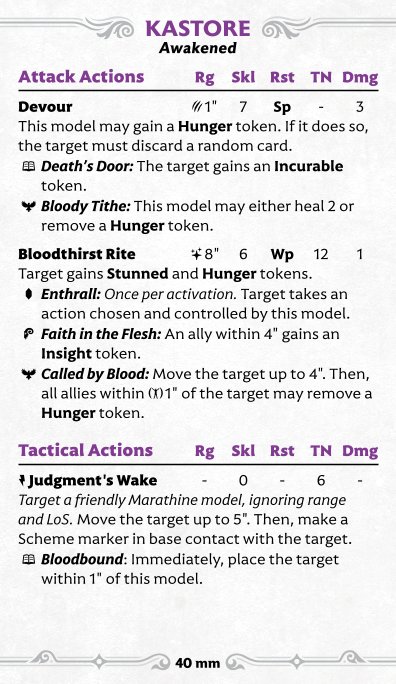 KASTORE
Awakened
Attack Actions Rg Skl Rst TN Dmg
Devour 1" 7 Sp - 3
This model may gain a Hunger token. If it does so,
the target must discard a random card.
Death's Door: The target gains an Incurable
token.
Bloody Tithe: This model may either heal 2 or
remove a Hunger token.
Bloodthirst Rite 8" 6 Wp 12 1
Target gains Stunned and Hunger tokens.
Enthrall: Once per activation. Target takes an
action chosen and controlled by this model.
Faith in the Flesh: An ally within 4" gains an
Insight token.
Called by Blood: Move the target up to 4". Then,
all allies within 1" of the target may remove a
Hunger token.
Tactical Actions Rg Skl Rst TN Dmg
Judgment's Wake - 0 - 6 -
Target a friendly Marathine model, ignoring range
and LoS. Move the target up to 5". Then, make a
Scheme marker in base contact with the target.
Bloodbound: Immediately, place the target
within 1" of this model.
40 mm